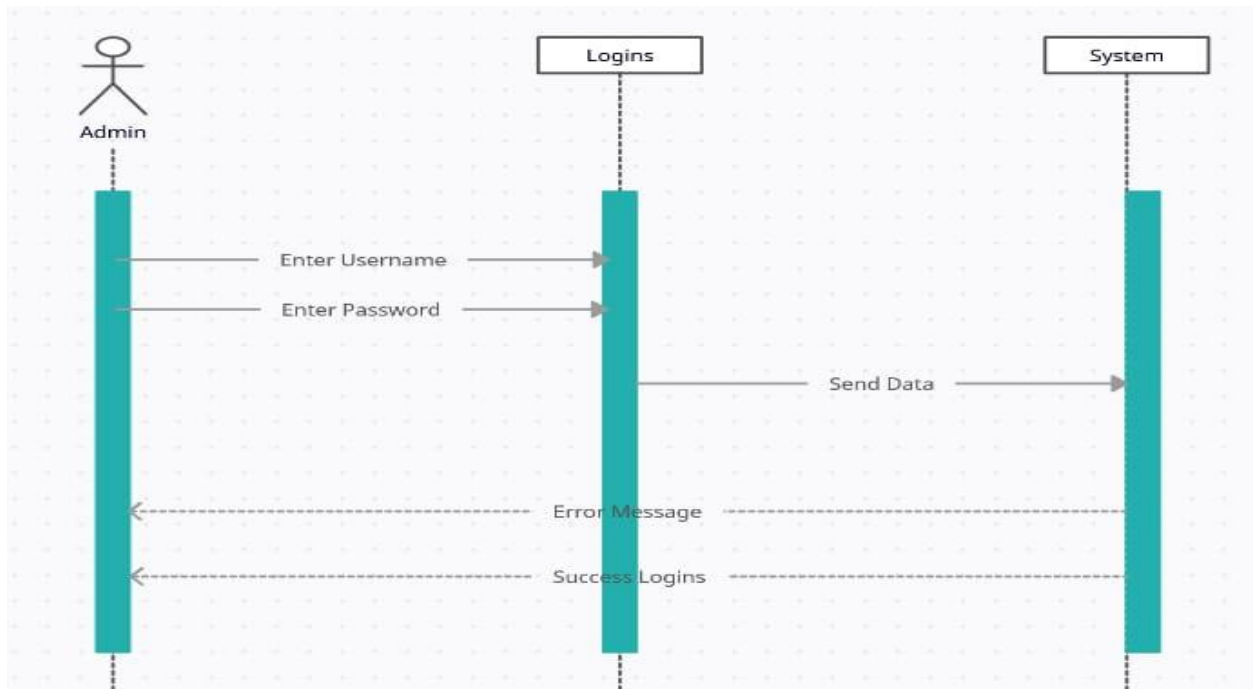 Logins
System
Admin
Enter Username
Enter Password
Send Data
Error Message
Success Logins